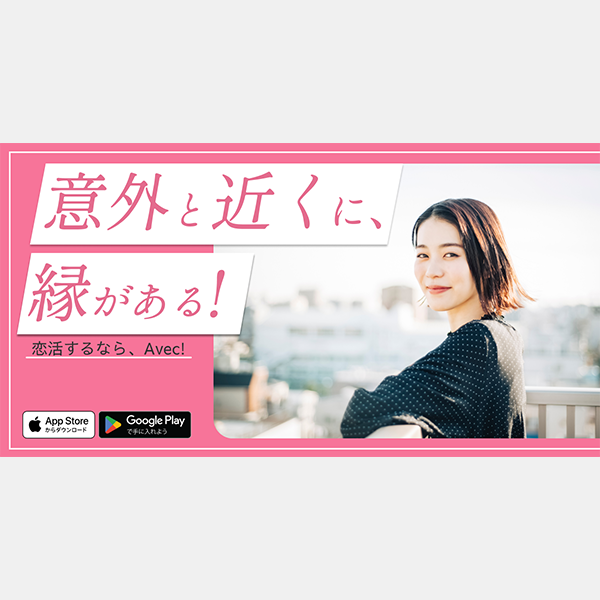 意外と近くに、
縁がある!
恋活するなら、Avec!
App Store
からダウンロード
Google Play
で手に入れよう